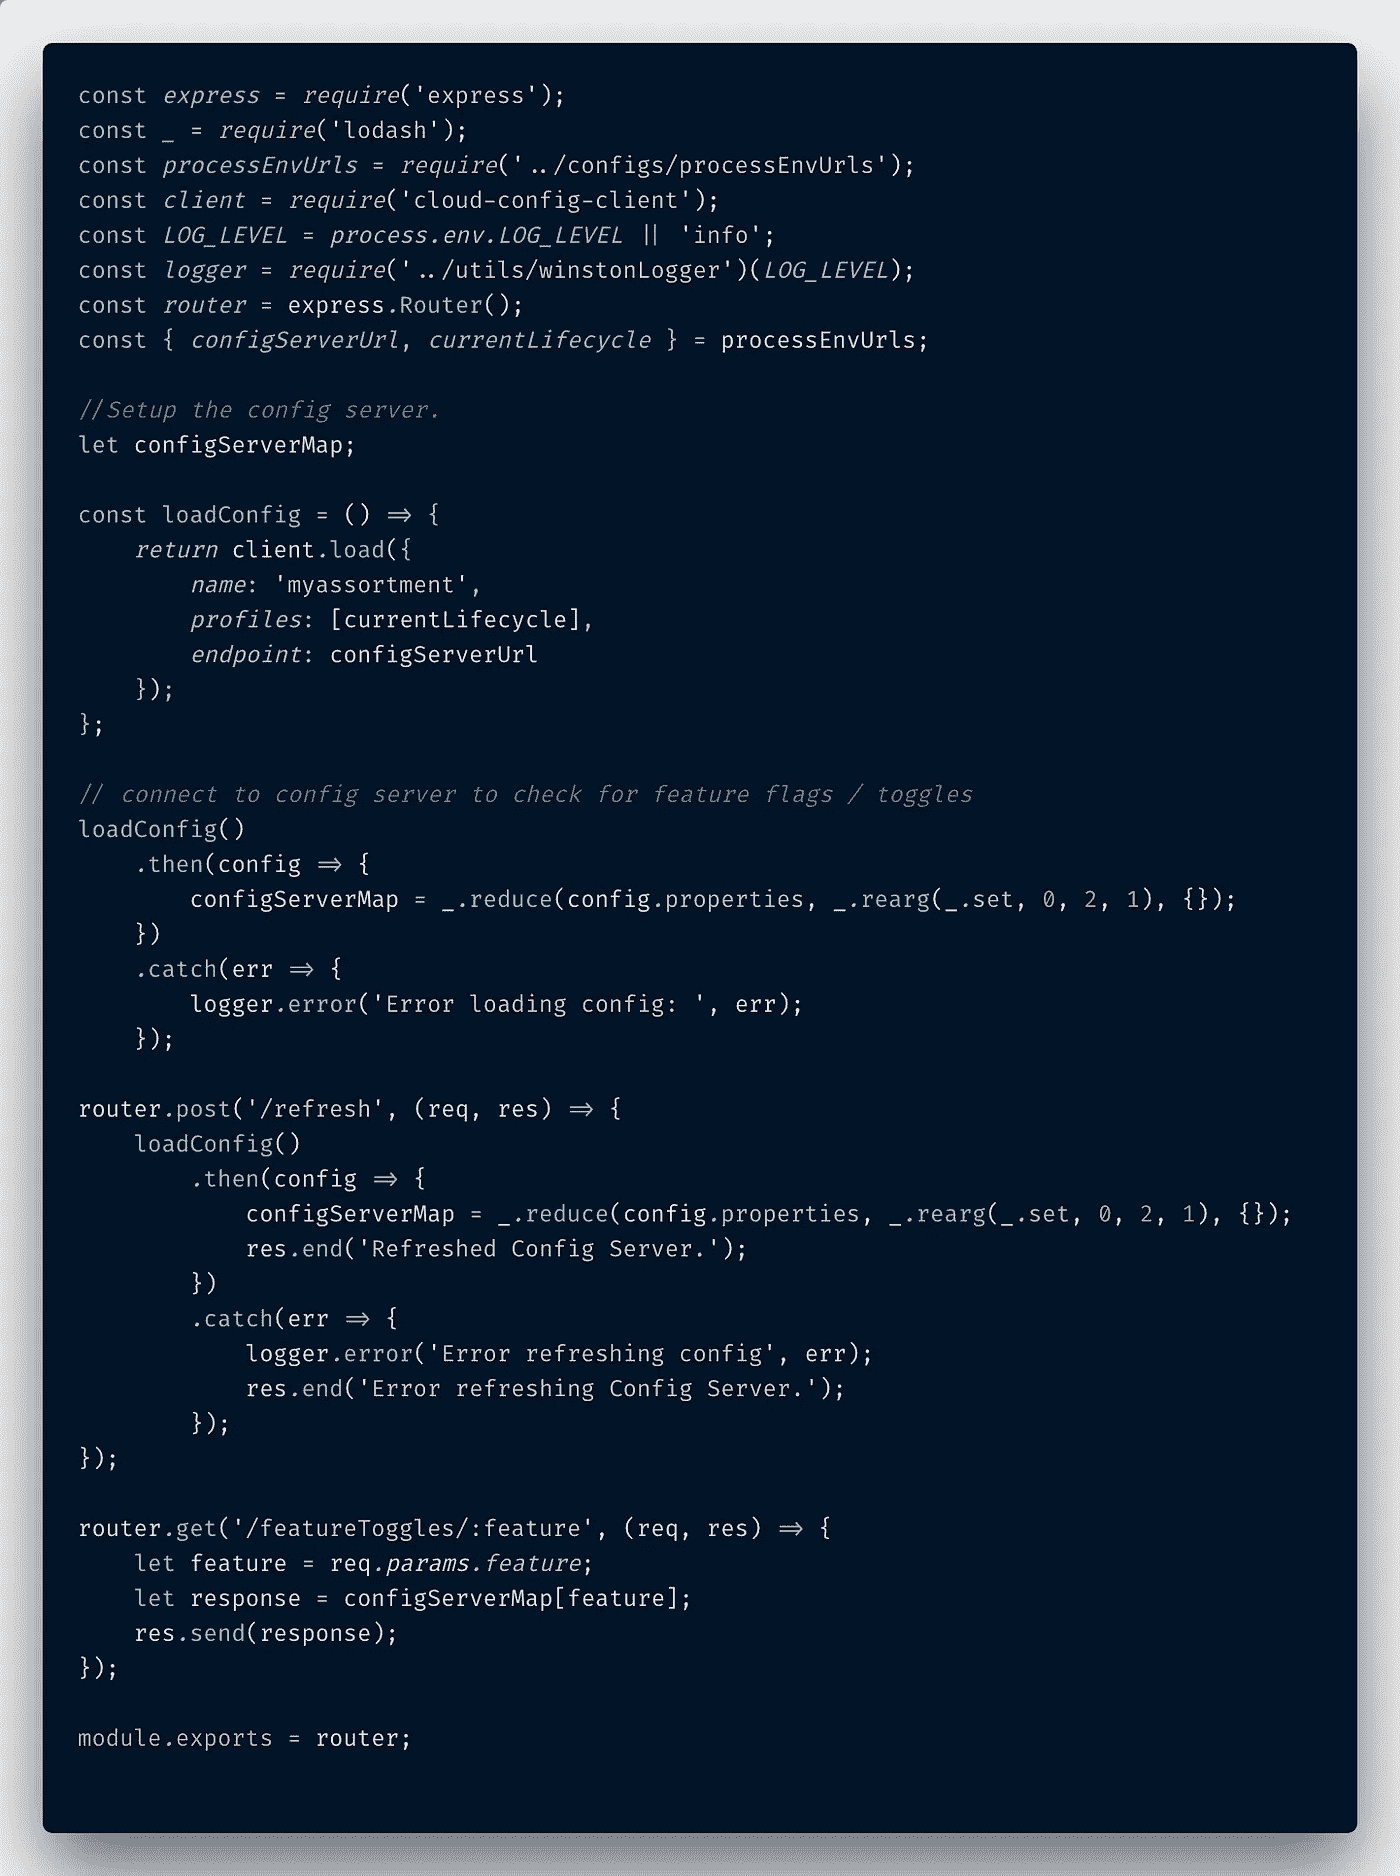 const express = require('express');
const _ = require('lodash');
const processEnvUrls = require('../configs/processEnvUrls');
const client = require('cloud-config-client');
const LOG_LEVEL = process.env.LOG_LEVEL || 'info';
const logger = require('../utils/winstonLogger')(LOG_LEVEL);
const router = express.Router();
const { configServerUrl, currentLifecycle } = processEnvUrls;

//Setup the config server.
let configServerMap;

const loadConfig = () => {
    return client.load({
        name: 'myassortment',
        profiles: [currentLifecycle],
        endpoint: configServerUrl
    });
};

// connect to config server to check for feature flags / toggles
loadConfig()
    .then(config => {
        configServerMap = _.reduce(config.properties, _.rearg(_.set, 0, 2, 1), {});
    })
    .catch(err => {
        logger.error('Error loading config: ', err);
    });

router.post('/refresh', (req, res) => {
    loadConfig()
        .then(config => {
            configServerMap = _.reduce(config.properties, _.rearg(_.set, 0, 2, 1), {});
            res.end('Refreshed Config Server.');
        })
        .catch(err => {
            logger.error('Error refreshing config', err);
            res.end('Error refreshing Config Server.');
        });
});

router.get('/featureToggles/:feature', (req, res) => {
    let feature = req.params.feature;
    let response = configServerMap[feature];
    res.send(response);
});

module.exports = router;